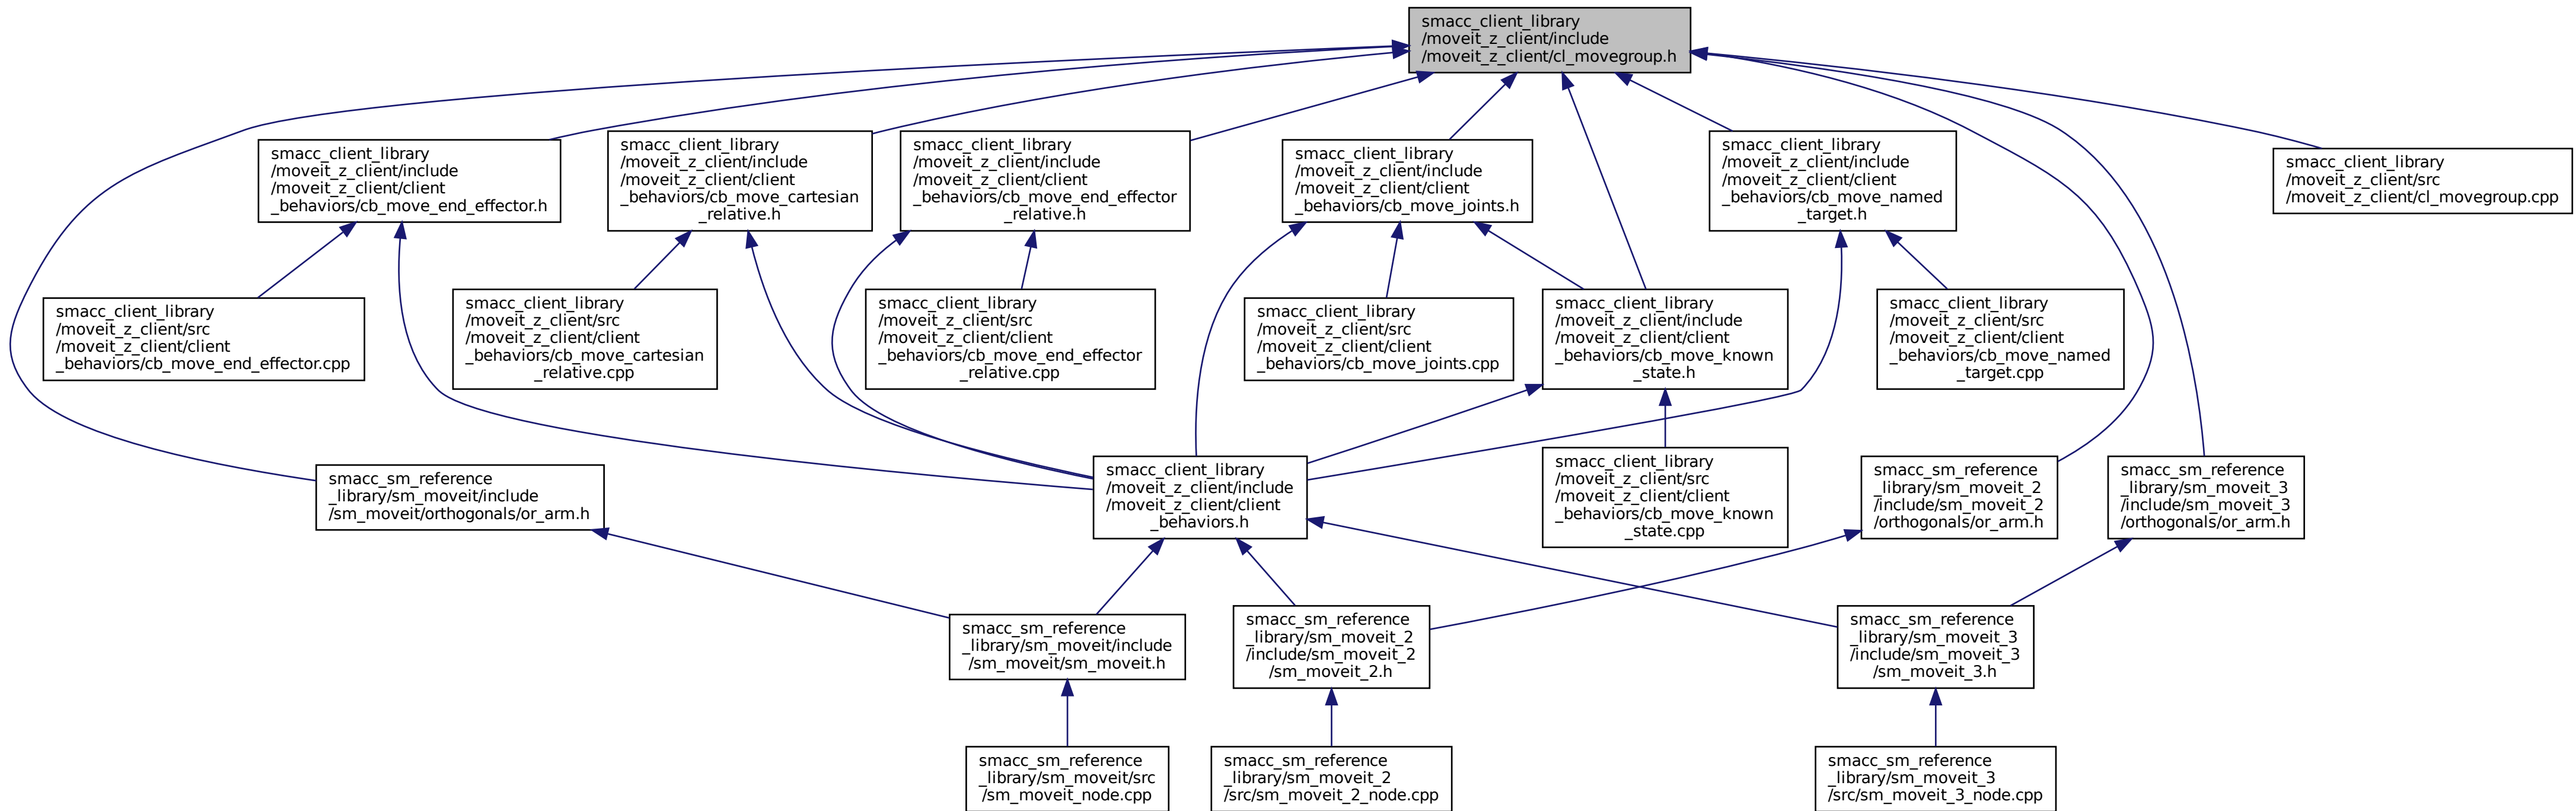 smacc_client_library
/moveit_z_client/include
/moveit_z_client/cl_movegroup.h
smacc_client_library
/moveit_z_client/include
/moveit_z_client/client
_behaviors/cb_move_end_effector.h
smacc_client_library
/moveit_z_client/include
/moveit_z_client/client
_behaviors/cb_move_cartesian
_relative.h
smacc_client_library
/moveit_z_client/include
/moveit_z_client/client
_behaviors/cb_move_end_effector
_relative.h
smacc_client_library
/moveit_z_client/include
/moveit_z_client/client
_behaviors/cb_move_joints.h
smacc_client_library
/moveit_z_client/include
/moveit_z_client/client
_behaviors/cb_move_named
_target.h
smacc_client_library
/moveit_z_client/src
/moveit_z_client/cl_movegroup.cpp
smacc_client_library
/moveit_z_client/src
/moveit_z_client/client
_behaviors/cb_move_end_effector.cpp
smacc_client_library
/moveit_z_client/src
/moveit_z_client/client
_behaviors/cb_move_cartesian
_relative.cpp
smacc_client_library
/moveit_z_client/src
/moveit_z_client/client
_behaviors/cb_move_end_effector
_relative.cpp
smacc_client_library
/moveit_z_client/src
/moveit_z_client/client
_behaviors/cb_move_joints.cpp
smacc_client_library
/moveit_z_client/include
/moveit_z_client/client
_behaviors/cb_move_known
_state.h
smacc_client_library
/moveit_z_client/src
/moveit_z_client/client
_behaviors/cb_move_named
_target.cpp
smacc_sm_reference
_library/sm_moveit/include
/sm_moveit/orthogonals/or_arm.h
smacc_client_library
/moveit_z_client/include
/moveit_z_client/client
_behaviors.h
smacc_client_library
/moveit_z_client/src
/moveit_z_client/client
_behaviors/cb_move_known
_state.cpp
smacc_sm_reference
_library/sm_moveit_2
/include/sm_moveit_2
/orthogonals/or_arm.h
smacc_sm_reference
_library/sm_moveit_3
/include/sm_moveit_3
/orthogonals/or_arm.h
smacc_sm_reference
_library/sm_moveit/include
/sm_moveit/sm_moveit.h
smacc_sm_reference
_library/sm_moveit_2
/include/sm_moveit_2
/sm_moveit_2.h
smacc_sm_reference
_library/sm_moveit_3
/include/sm_moveit_3
/sm_moveit_3.h
smacc_sm_reference
_library/sm_moveit/src
/sm_moveit_node.cpp
smacc_sm_reference
_library/sm_moveit_2
/src/sm_moveit_2_node.cpp
smacc_sm_reference
_library/sm_moveit_3
/src/sm_moveit_3_node.cpp